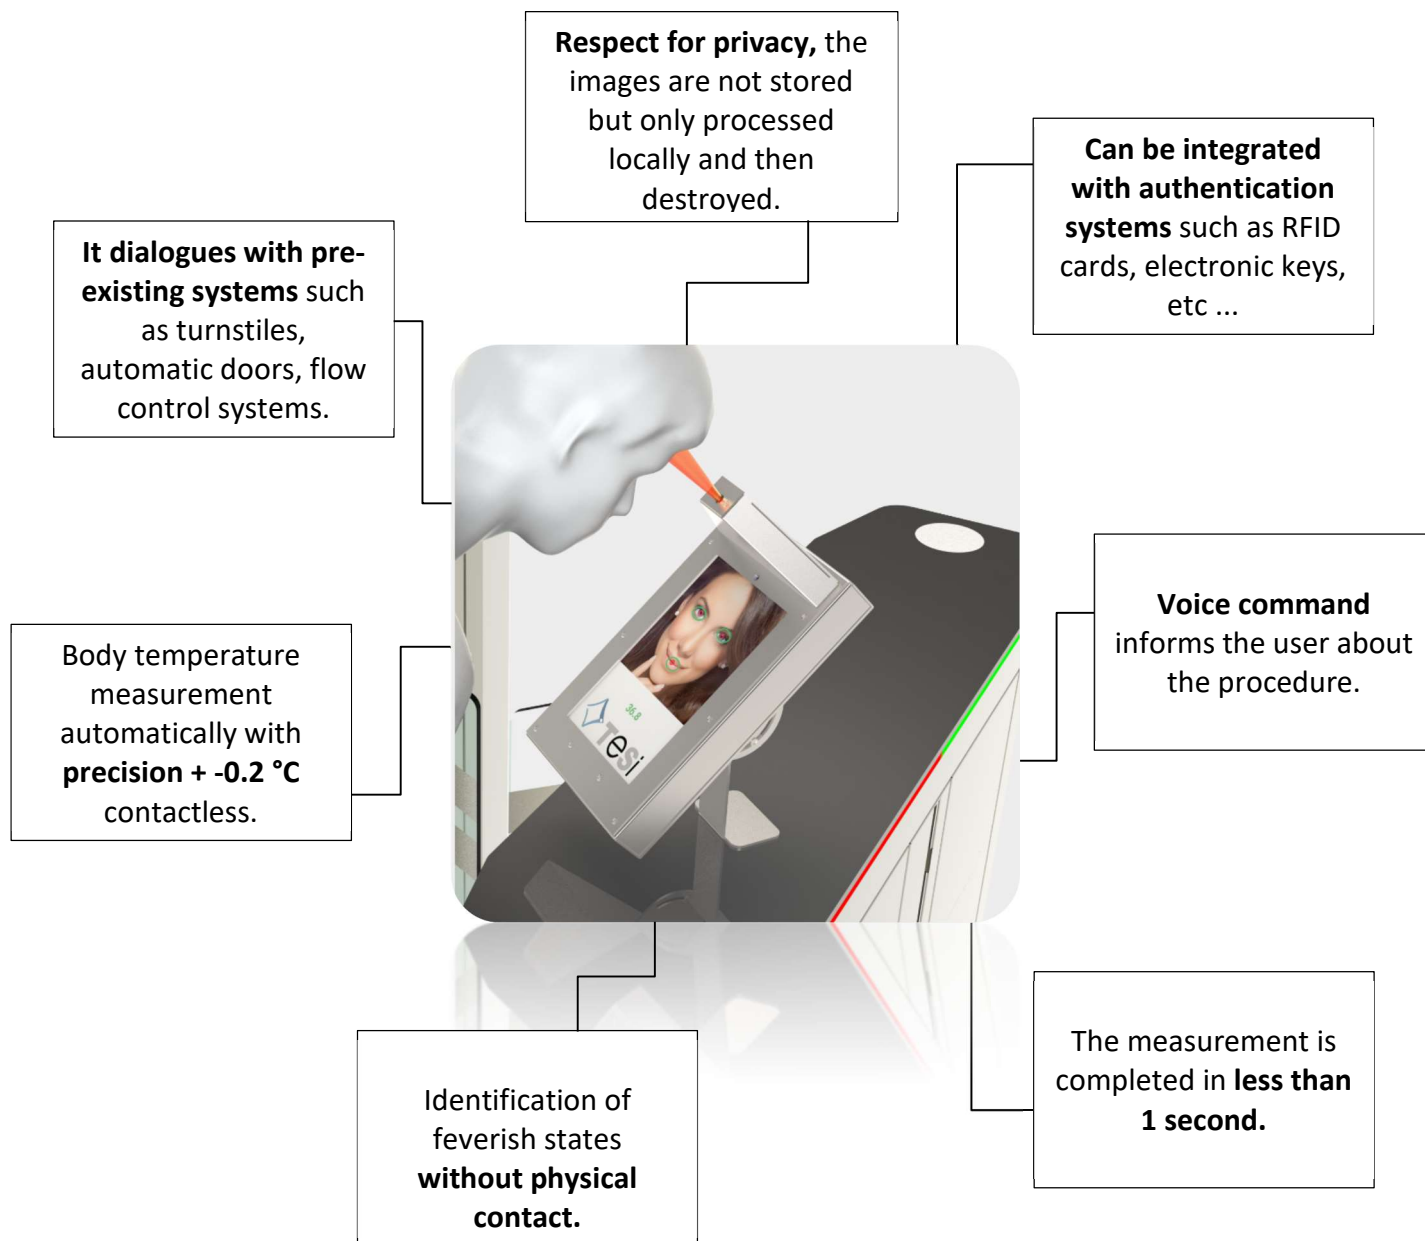 Respect for privacy, the
images are not stored
but only processed
locally and then
destroyed.
Can be integrated
with authentication
systems such as RFID
cards, electronic keys,
etc ...
It dialogues with pre-
existing systems such
as turnstiles,
automatic doors, flow
control systems.
Voice command
informs the user about
the procedure.
Body temperature
measurement
automatically with
precision + -0.2 °C
contactless.
36.8
TeSi
The measurement is
completed in less than
1 second.
Identification of
feverish states
without physical
contact.